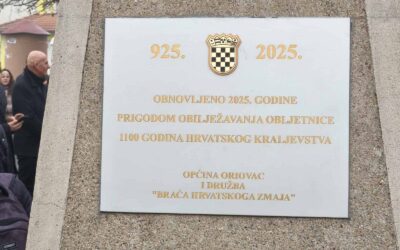 925. 2025.
OBNOVLJENO 2025. GODINE
PRIGODOM OBILJEŽAVANJA OBLJETNICE
1100 GODINA HRVATSKOG KRALJEVSTVA
OPĆINA ORIOVAC
I DRUŽBA
"BRAĆA HRVATSKOGA ZMAJA"